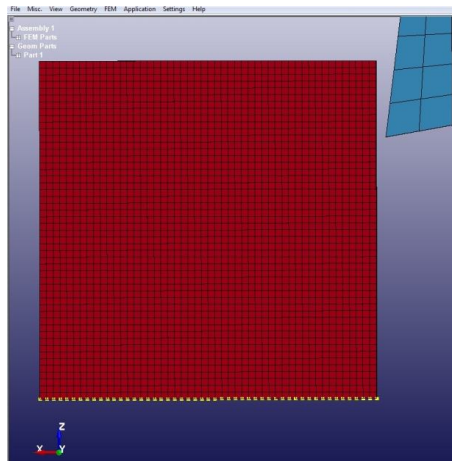 File Misc. View Geometry FEM Application Settings Help
Assembly 1
FEM Parts
Geom Parts
Part 1
Z
X Y